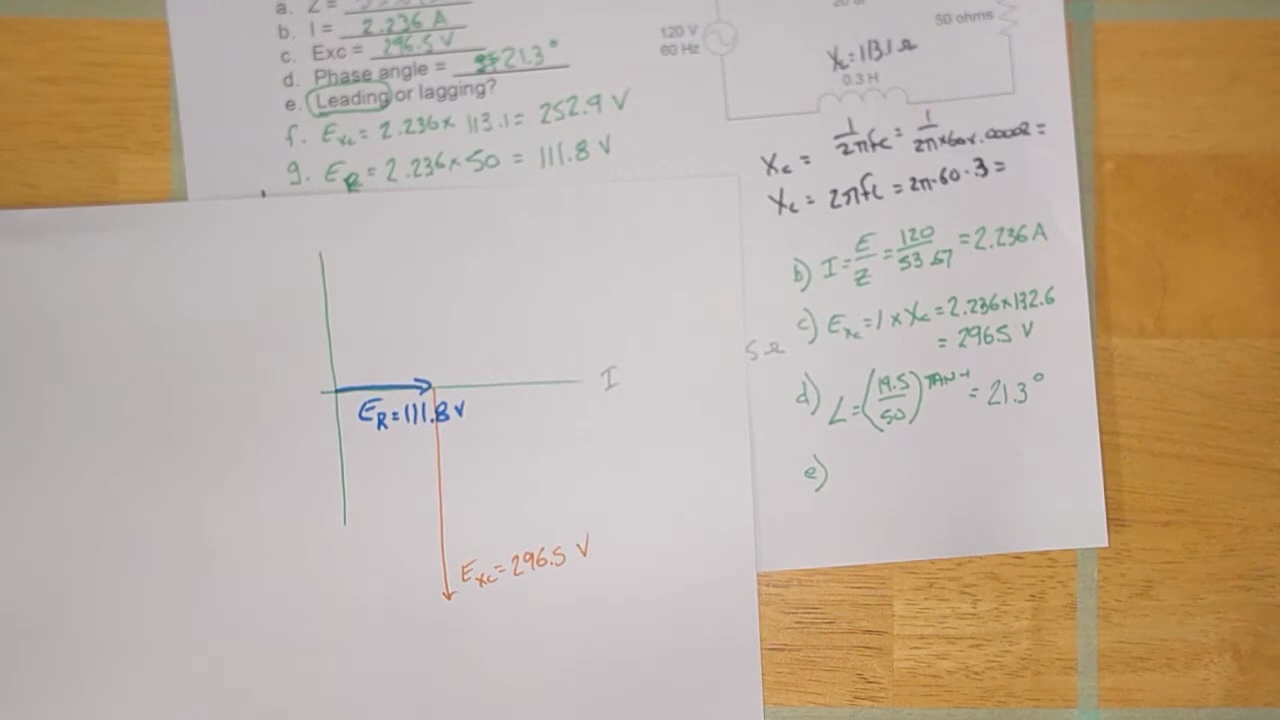 a. Z =
b. I = 2.236 A
c. Exc = 296.5 V
d. Phase angle = 21.3°
e. Leading or lagging?
f. EXL = 2.236 x 113.1 = 252.9 V
g. ER = 2.236 x 50 = 111.8 V
120 V
60 Hz
50 ohms
XL = 113.1 Ω
0.3 H
Xc = 1/2πfc = 1/2π x 60 x .00002 =
XL = 2πfL = 2π·60·.3 =
b) I = E/Z = 120/53.67 = 2.236 A
c) EXc = I x Xc = 2.236 x 132.6
= 296.5 V
5 Ω
d) ∠ = (19.5/50) TAN-1 = 21.3°
e)
I
ER = 111.8 V
EXC = 296.5 V